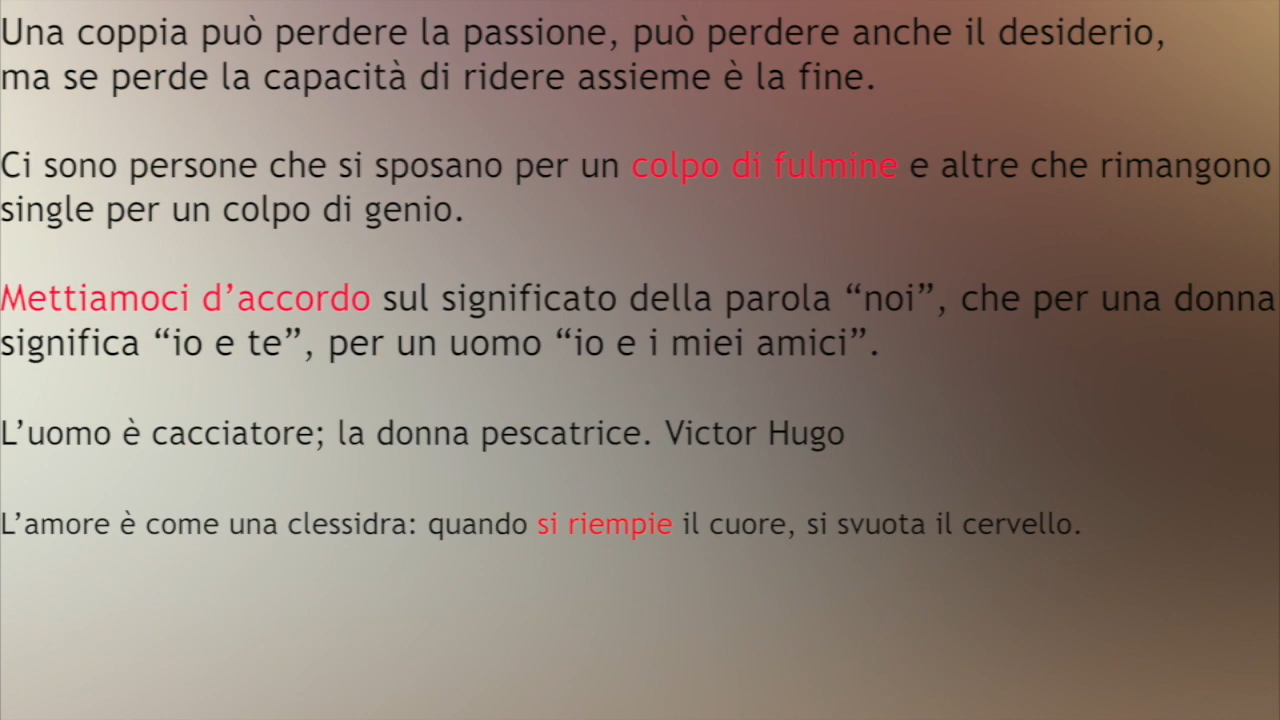 Una coppia può perdere la passione, può perdere anche il desiderio,
ma se perde la capacità di ridere assieme è la fine.
Ci sono persone che si sposano per un colpo di fulmine e altre che rimangono
single per un colpo di genio.
Mettiamoci d’accordo sul significato della parola “noi”, che per una donna
significa “io e te”, per un uomo “io e i miei amici”.
L’uomo è cacciatore; la donna pescatrice. Victor Hugo
L’amore è come una clessidra: quando si riempie il cuore, si svuota il cervello.